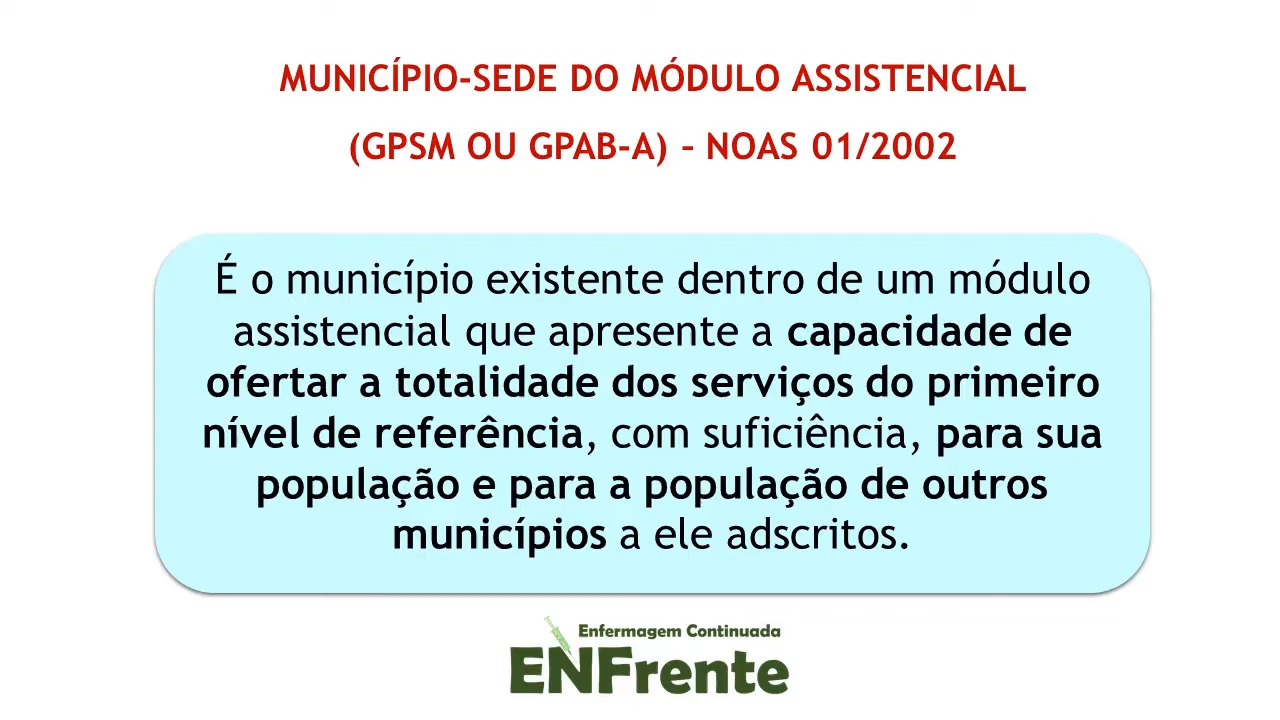 MUNICÍPIO-SEDE DO MÓDULO ASSISTENCIAL
(GPSM OU GPAB-A) – NOAS 01/2002
É o município existente dentro de um módulo
assistencial que apresente a capacidade de
ofertar a totalidade dos serviços do primeiro
nível de referência, com suficiência, para sua
população e para a população de outros
municípios a ele adscritos.
Enfermagem Continuada
ENFrente